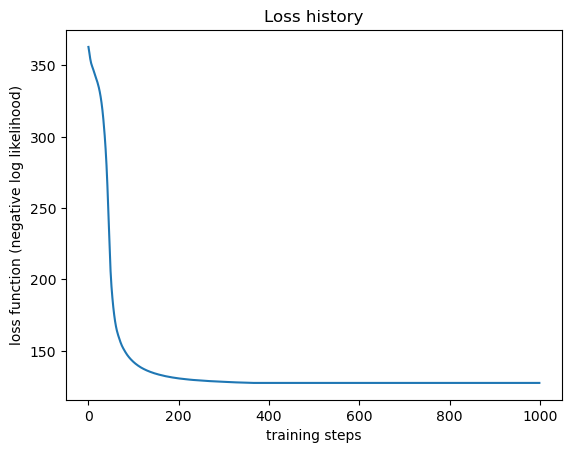 Loss history
loss function (negative log likelihood)
350
300
250
200
150
0 200 400 600 800 1000
training steps